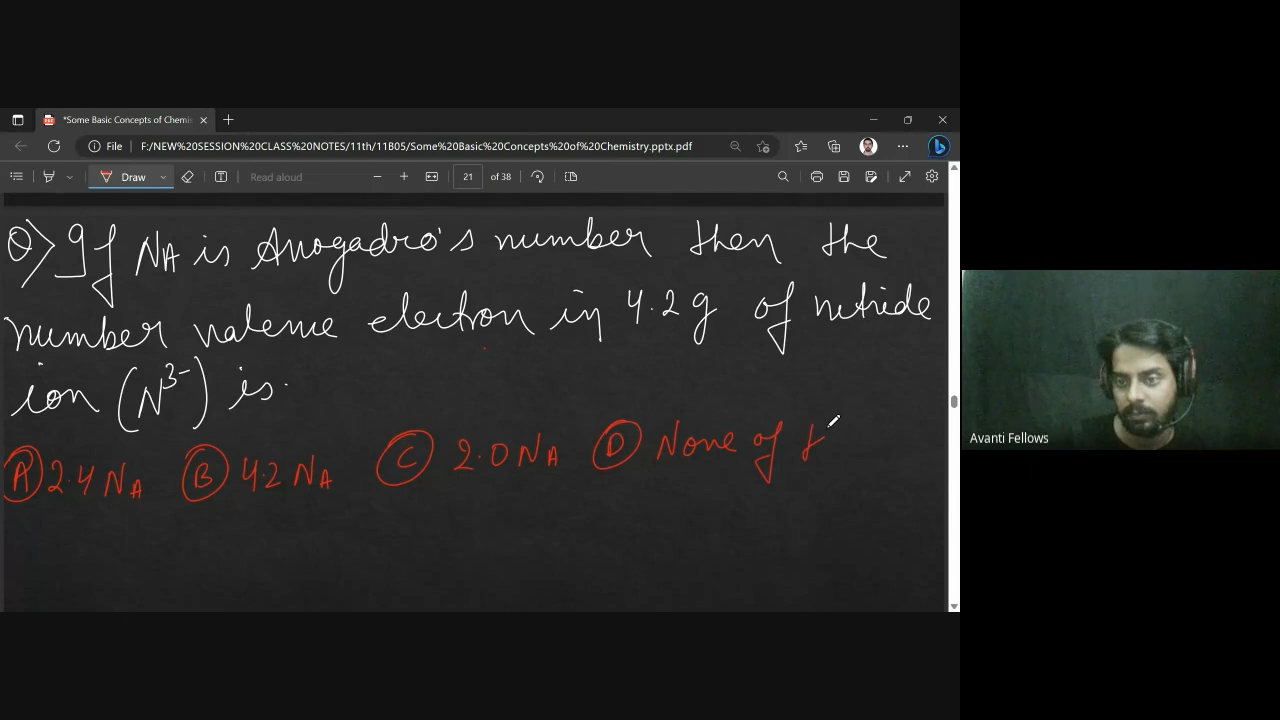 *Some Basic Concepts of Chemis
File F:/NEW%20SESSION%20CLASS%20NOTES/11th/11B05/Some%20Basic%20Concepts%20of%20Chemistry.pptx.pdf
Draw Read aloud 21 of 38
Q> If NA is Avogadro's number then the
number valence electron in 4.2 g of nitride
ion (N3-) is.
(A) 2.4 NA (B) 4.2 NA (C) 2.0 NA (D) None of t
Avanti Fellows